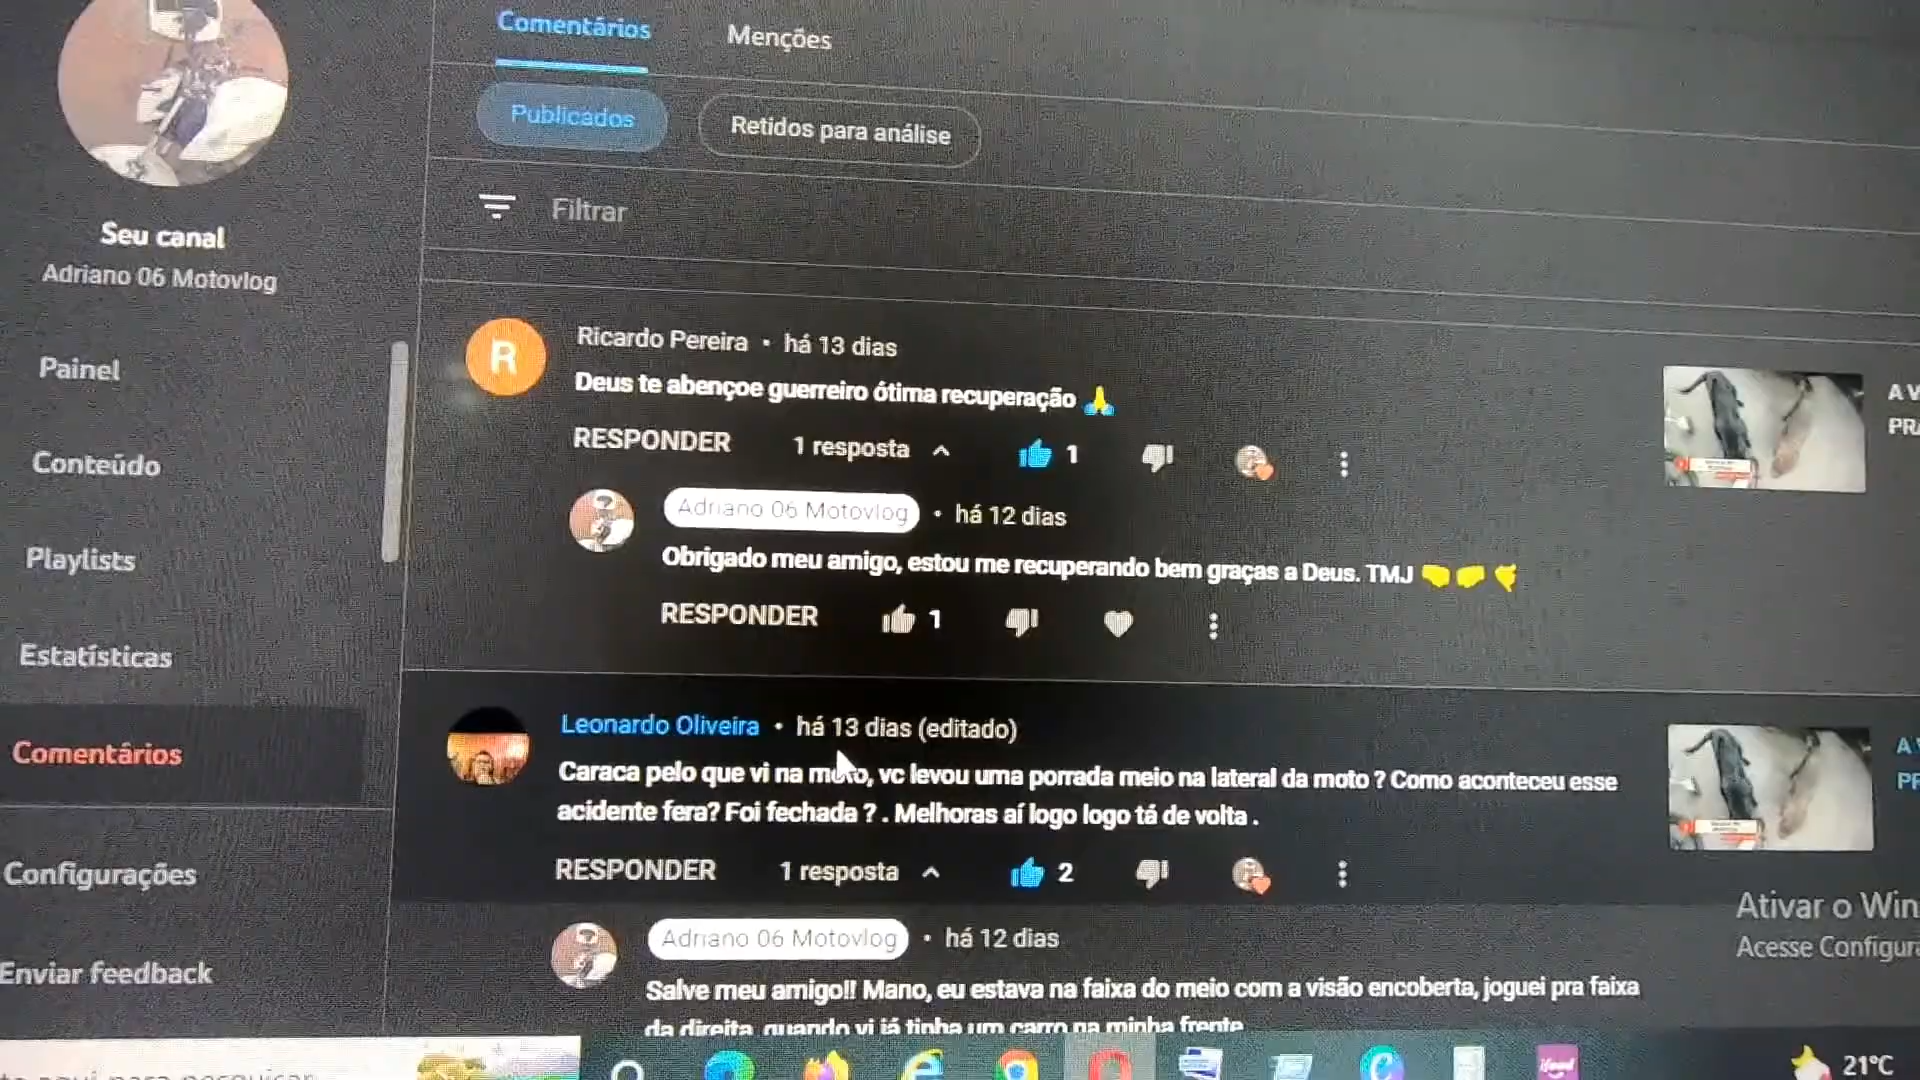 Comentários
Menções
Publicados
Retidos para análise
Filtrar
Seu canal
Adriano 06 Motovlog
Painel
Conteúdo
Playlists
Estatísticas
Comentários
Configurações
Enviar feedback
R
Ricardo Pereira • há 13 dias
Deus te abençoe guerreiro ótima recuperação 🙏
RESPONDER 1 resposta 1
Adriano 06 Motovlog • há 12 dias
Obrigado meu amigo, estou me recuperando bem graças a Deus. TMJ
RESPONDER 1
A V
PRA
Leonardo Oliveira • há 13 dias (editado)
Caraca pelo que vi na moto, vc levou uma porrada meio na lateral da moto ? Como aconteceu esse
acidente fera? Foi fechada ? . Melhoras aí logo logo tá de volta .
RESPONDER 1 resposta 2
Adriano 06 Motovlog • há 12 dias
Salve meu amigo!! Mano, eu estava na faixa do meio com a visão encoberta, joguei pra faixa
da direita, quando vi já tinha um carro na minha frente
Ativar o Win
Acesse Configura
21°C